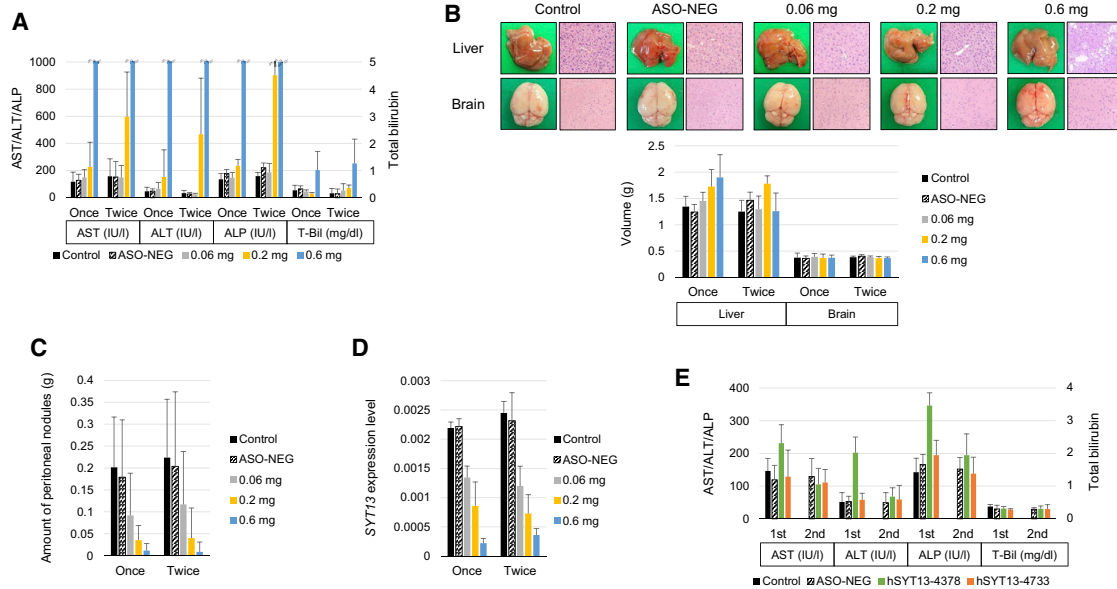 A
AST/ALT/ALP
1000
800
600
400
200
0
5
4
3
2
1
0
Total bilirubin
Once Twice Once Twice Once Twice Once Twice
AST (IU/l) ALT (IU/l) ALP (IU/l) T-Bil (mg/dl)
Control ASO-NEG 0.06 mg 0.2 mg 0.6 mg
B
Control ASO-NEG 0.06 mg 0.2 mg 0.6 mg
Liver
Brain
Volume (g)
2.5
2
1.5
1
0.5
0
Once Twice Once Twice
Liver Brain
Control
ASO-NEG
0.06 mg
0.2 mg
0.6 mg
C
Amount of peritoneal nodules (g)
0.4
0.35
0.3
0.25
0.2
0.15
0.1
0.05
0
Once Twice
Control
ASO-NEG
0.06 mg
0.2 mg
0.6 mg
D
SYT13 expression level
0.003
0.0025
0.002
0.0015
0.001
0.0005
0
Once Twice
Control
ASO-NEG
0.06 mg
0.2 mg
0.6 mg
E
AST/ALT/ALP
400
300
200
100
0
4
3
2
1
0
Total bilirubin
1st 2nd 1st 2nd 1st 2nd 1st 2nd
AST (IU/l) ALT (IU/l) ALP (IU/l) T-Bil (mg/dl)
Control ASO-NEG hSYT13-4378 hSYT13-4733